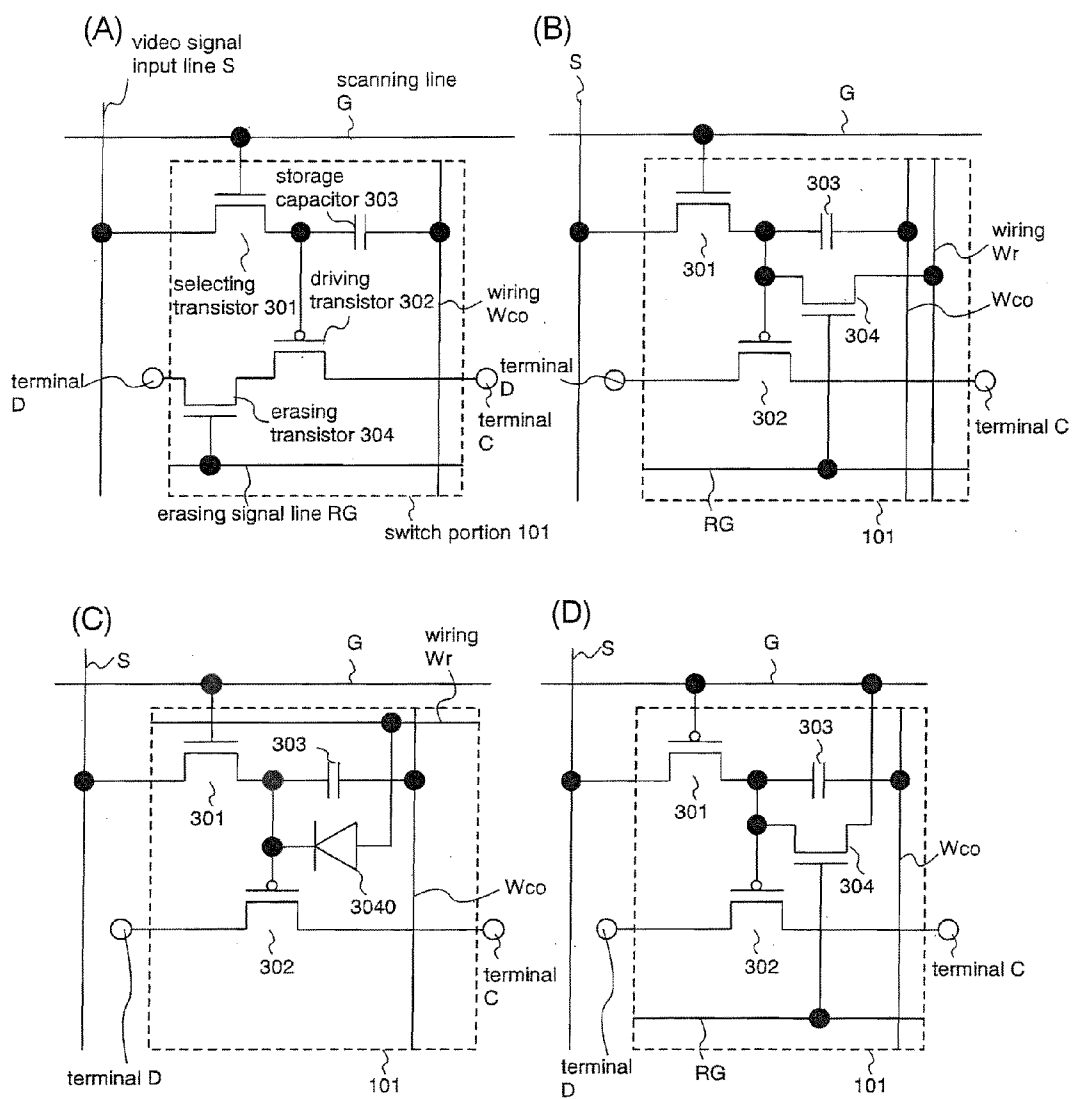 (A)
video signal
input line S
scanning line
G
storage
capacitor 303
selecting
transistor 301
driving
transistor 302
wiring
Wco
terminal
D
erasing
transistor 304
terminal
C
erasing signal line RG
switch portion 101
(B)
S
G
303
301
wiring
Wr
Wco
304
terminal
D
302
terminal C
RG
101
(C)
S
G
wiring
Wr
303
301
3040
Wco
302
terminal
C
terminal D
101
(D)
S
G
303
301
304
Wco
302
terminal C
terminal
D
RG
101